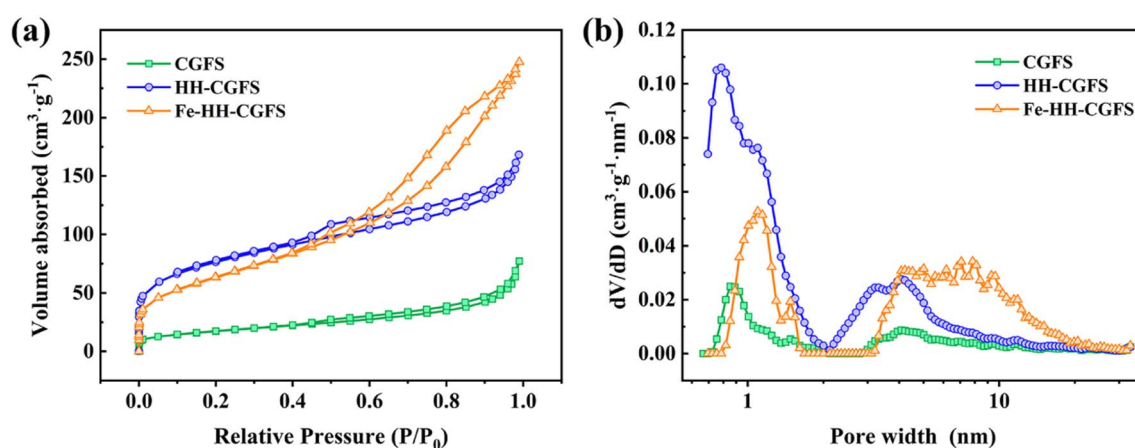 (a)
250
200
150
100
50
0
Volume absorbed (cm³·g⁻¹)
CGFS
HH-CGFS
Fe-HH-CGFS
0.0 0.2 0.4 0.6 0.8 1.0
Relative Pressure (P/P₀)
(b)
0.12
0.10
0.08
0.06
0.04
0.02
0.00
dV/dD (cm³·g⁻¹·nm⁻¹)
CGFS
HH-CGFS
Fe-HH-CGFS
1 10
Pore width (nm)